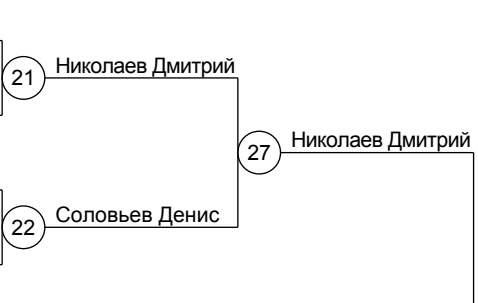 21 Николаев Дмитрий
27 Николаев Дмитрий
22 Соловьев Денис